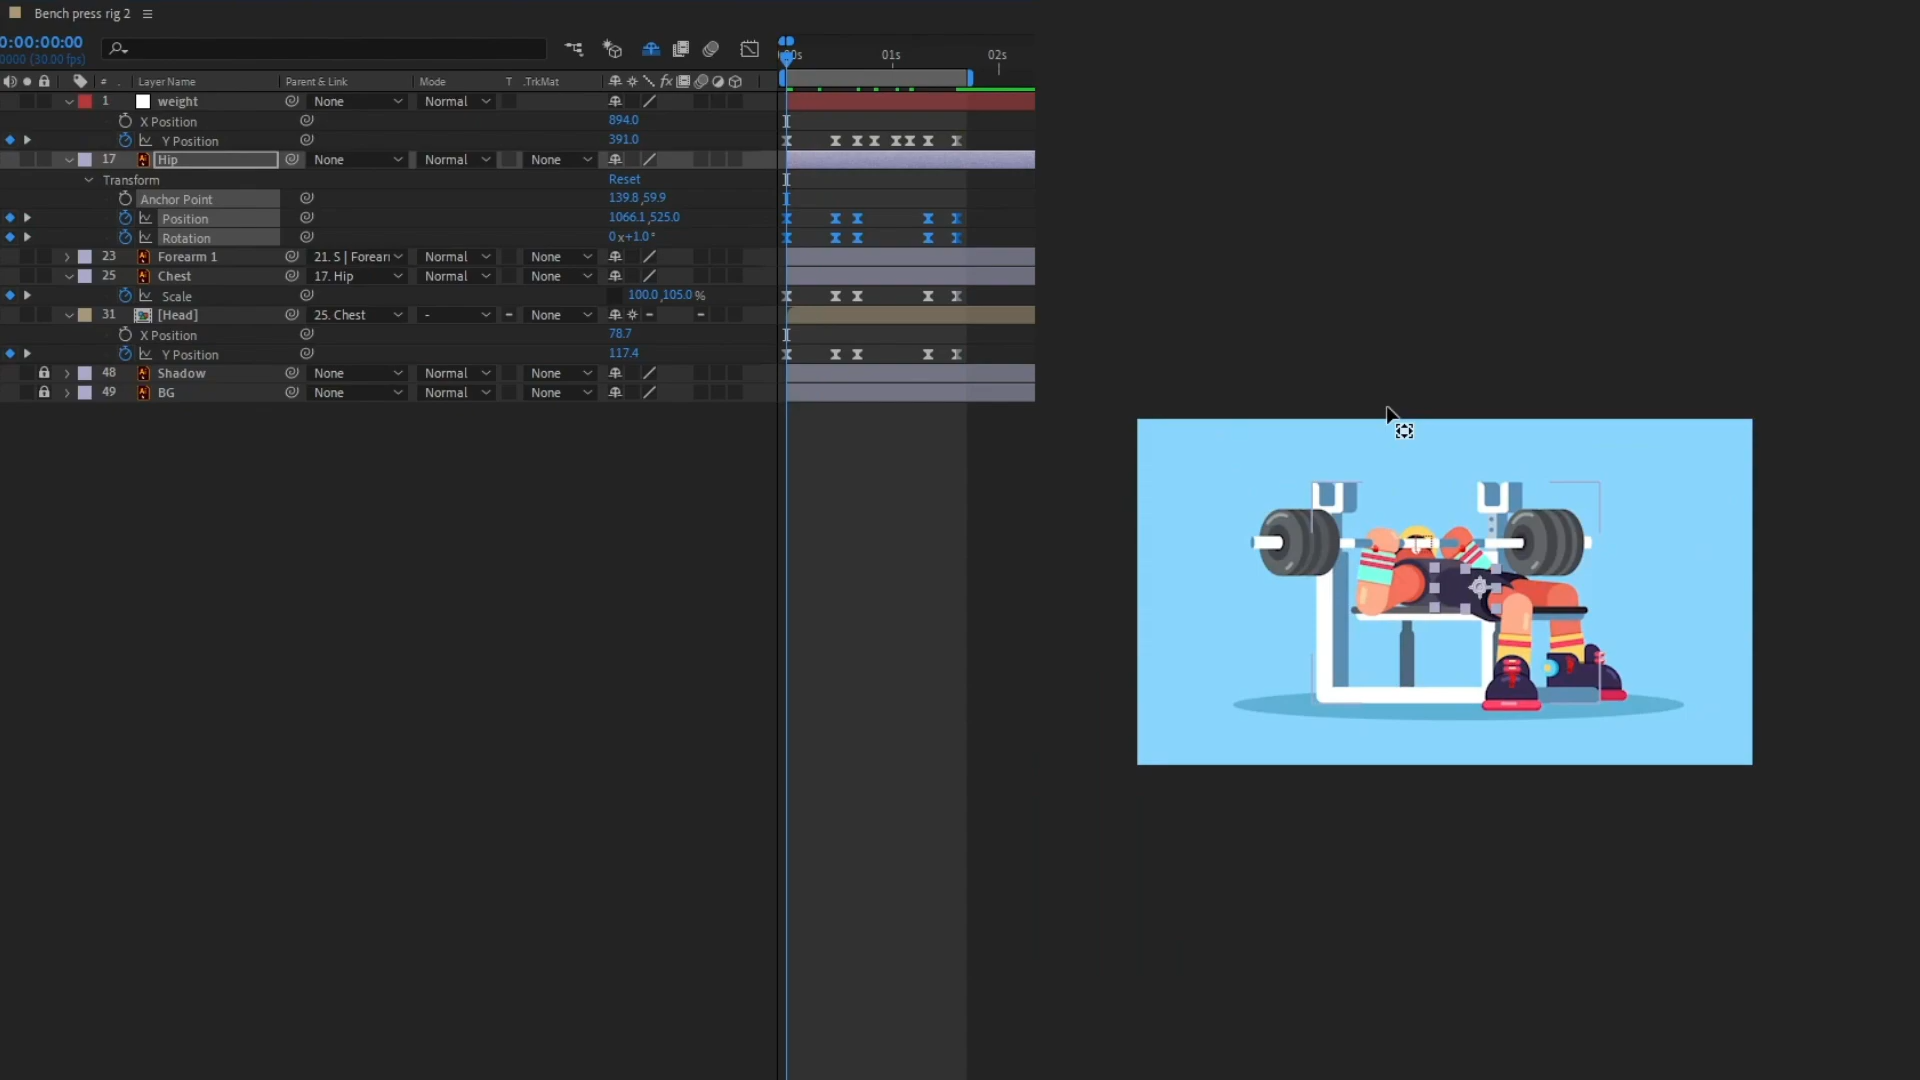 Bench press rig 2
0:00:00:00
0000 (30.00 fps)
01s
02s
# . Layer Name Parent & Link Mode T .TrkMat
1 weight None Normal
X Position 894.0
Y Position 391.0
17 Hip None Normal None
Transform Reset
Anchor Point 139.8,59.9
Position 1066.1,525.0
Rotation 0x+1.0°
23 Forearm 1 21. S | Forearı Normal None
25 Chest 17. Hip Normal None
Scale 100.0,105.0 %
31 [Head] 25. Chest - None
X Position 78.7
Y Position 117.4
48 Shadow None Normal None
49 BG None Normal None